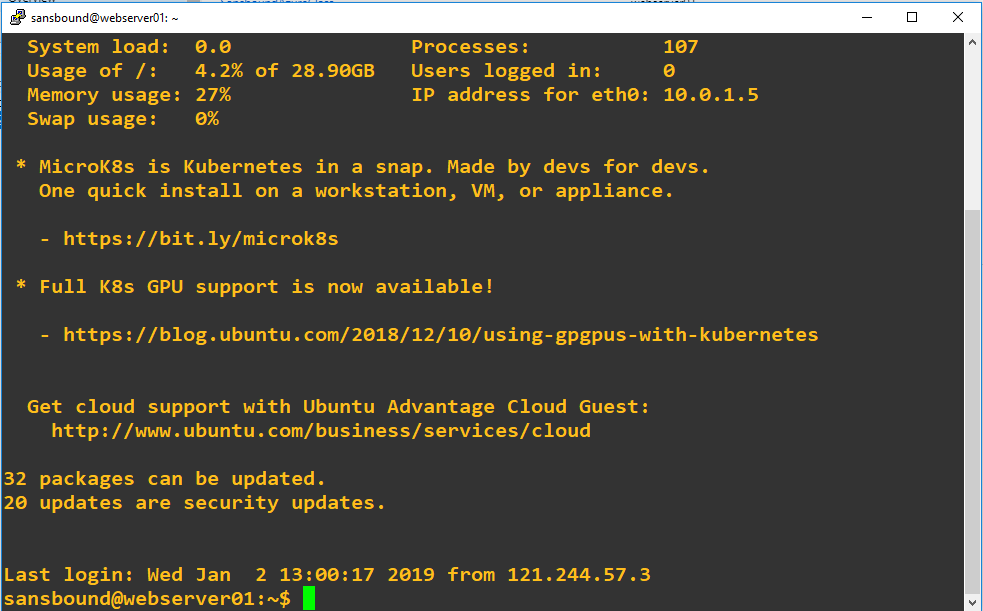 sansbound@webserver01: ~
System load:  0.0               Processes:           107
Usage of /:   4.2% of 28.90GB   Users logged in:     0
Memory usage: 27%               IP address for eth0: 10.0.1.5
Swap usage:   0%
* MicroK8s is Kubernetes in a snap. Made by devs for devs.
One quick install on a workstation, VM, or appliance.
- https://bit.ly/microk8s
* Full K8s GPU support is now available!
- https://blog.ubuntu.com/2018/12/10/using-gpgpus-with-kubernetes
Get cloud support with Ubuntu Advantage Cloud Guest:
http://www.ubuntu.com/business/services/cloud
32 packages can be updated.
20 updates are security updates.
Last login: Wed Jan  2 13:00:17 2019 from 121.244.57.3
sansbound@webserver01:~$